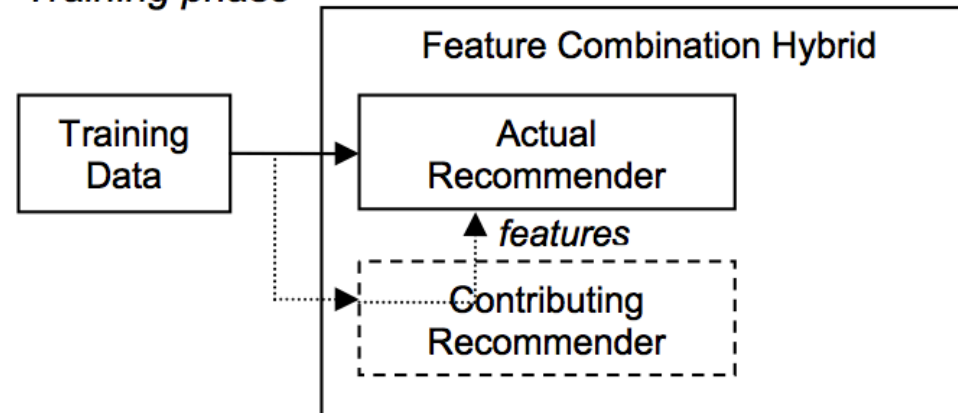 Training phase
Feature Combination Hybrid
Training
Data
Actual
Recommender
features
Contributing
Recommender